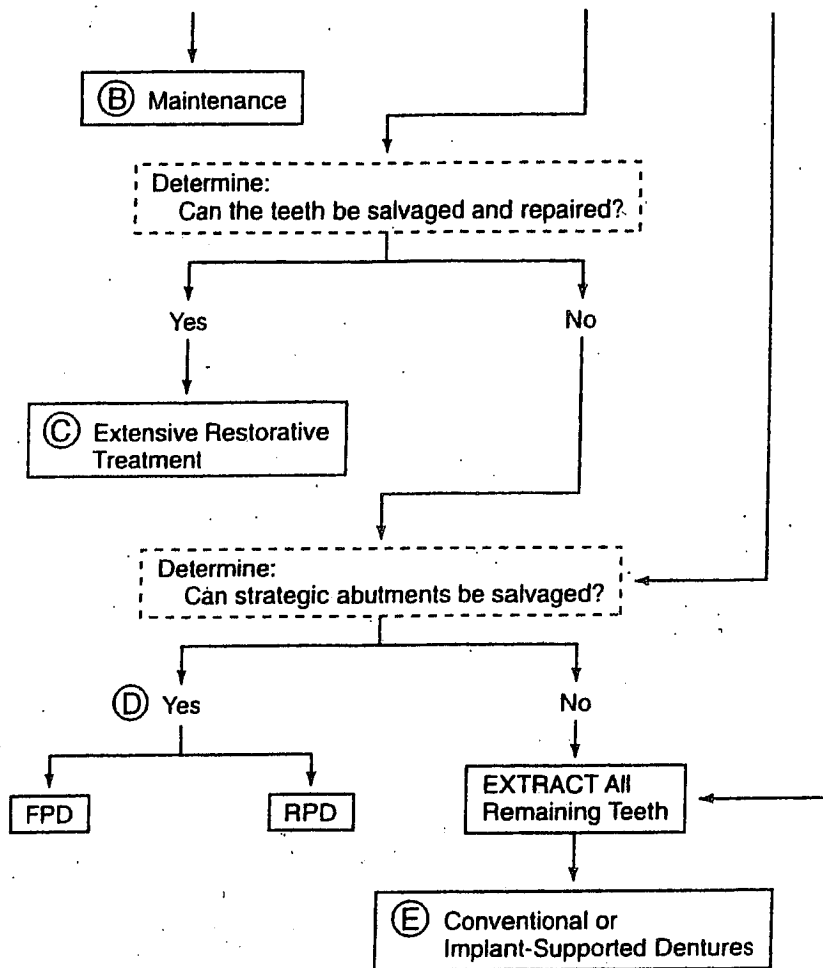 B Maintenance
Determine:
Can the teeth be salvaged and repaired?
Yes
No
C Extensive Restorative
Treatment
Determine:
Can strategic abutments be salvaged?
D Yes
No
FPD
RPD
EXTRACT All
Remaining Teeth
E Conventional or
Implant-Supported Dentures